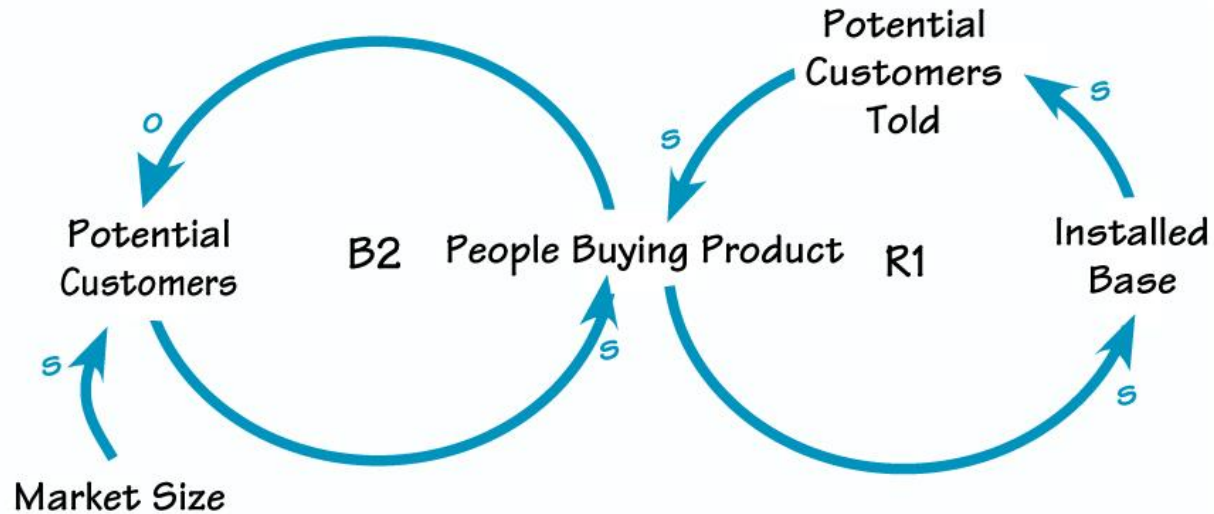 Potential
Customers
Told
s
s
o
Potential
Customers
B2
People Buying Product
R1
Installed
Base
s
s
s
Market Size